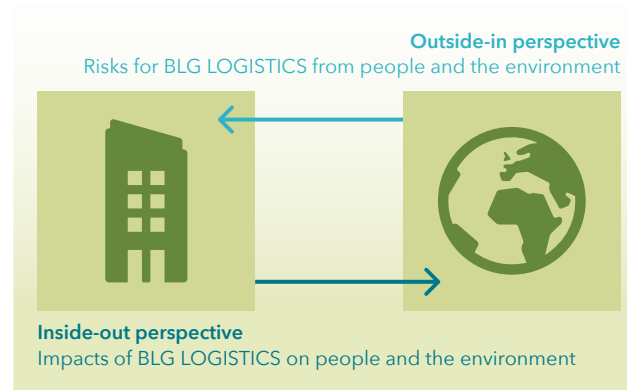 Outside-in perspective
Risks for BLG LOGISTICS from people and the environment
Inside-out perspective
Impacts of BLG LOGISTICS on people and the environment